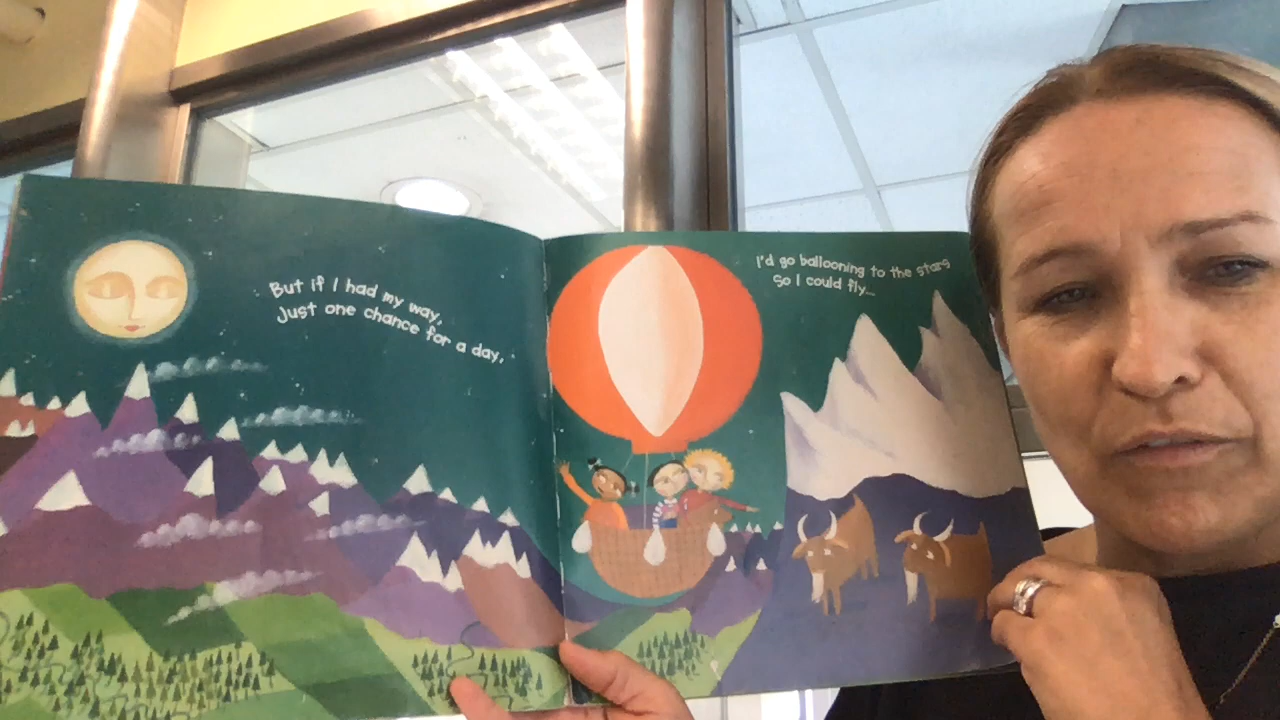 But if I had my way,
Just one chance for a day,
I'd go ballooning to the stars
So I could fly...